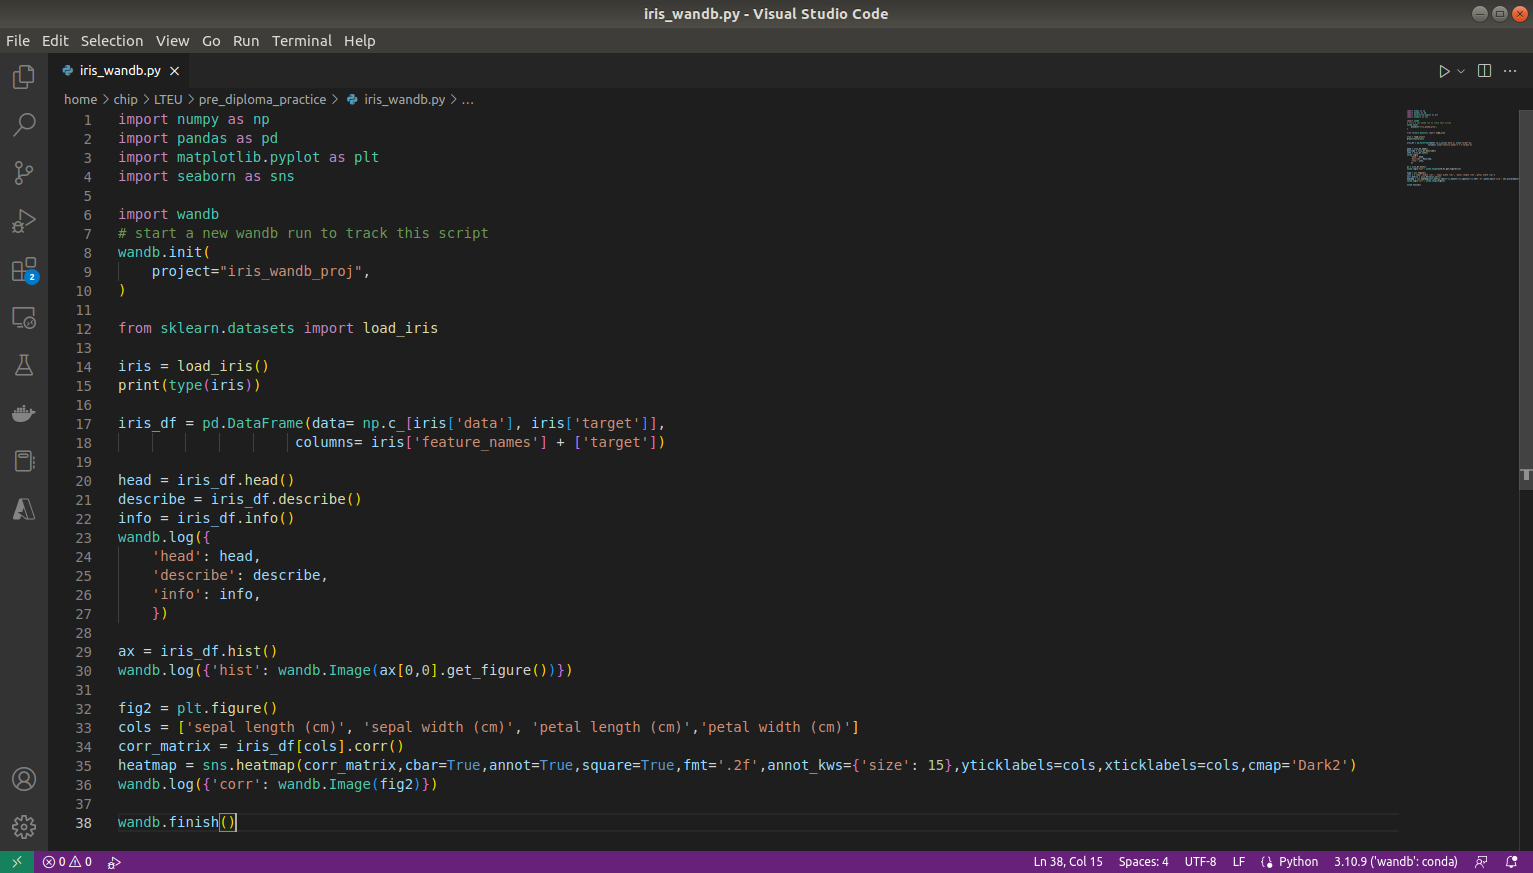 iris_wandb.py - Visual Studio Code
File Edit Selection View Go Run Terminal Help
iris_wandb.py
home > chip > LTEU > pre_diploma_practice > iris_wandb.py > ...
1 import numpy as np
2 import pandas as pd
3 import matplotlib.pyplot as plt
4 import seaborn as sns
5
6 import wandb
7 # start a new wandb run to track this script
8 wandb.init(
9     project="iris_wandb_proj",
10 )
11
12 from sklearn.datasets import load_iris
13
14 iris = load_iris()
15 print(type(iris))
16
17 iris_df = pd.DataFrame(data= np.c_[iris['data'], iris['target']],
18                      columns= iris['feature_names'] + ['target'])
19
20 head = iris_df.head()
21 describe = iris_df.describe()
22 info = iris_df.info()
23 wandb.log({
24     'head': head,
25     'describe': describe,
26     'info': info,
27     })
28
29 ax = iris_df.hist()
30 wandb.log({'hist': wandb.Image(ax[0,0].get_figure())})
31
32 fig2 = plt.figure()
33 cols = ['sepal length (cm)', 'sepal width (cm)', 'petal length (cm)','petal width (cm)']
34 corr_matrix = iris_df[cols].corr()
35 heatmap = sns.heatmap(corr_matrix,cbar=True,annot=True,square=True,fmt='.2f',annot_kws={'size': 15},yticklabels=cols,xticklabels=cols,cmap='Dark2')
36 wandb.log({'corr': wandb.Image(fig2)})
37
38 wandb.finish()
2
0 0 Ln 38, Col 15 Spaces: 4 UTF-8 LF Python 3.10.9 ('wandb': conda)